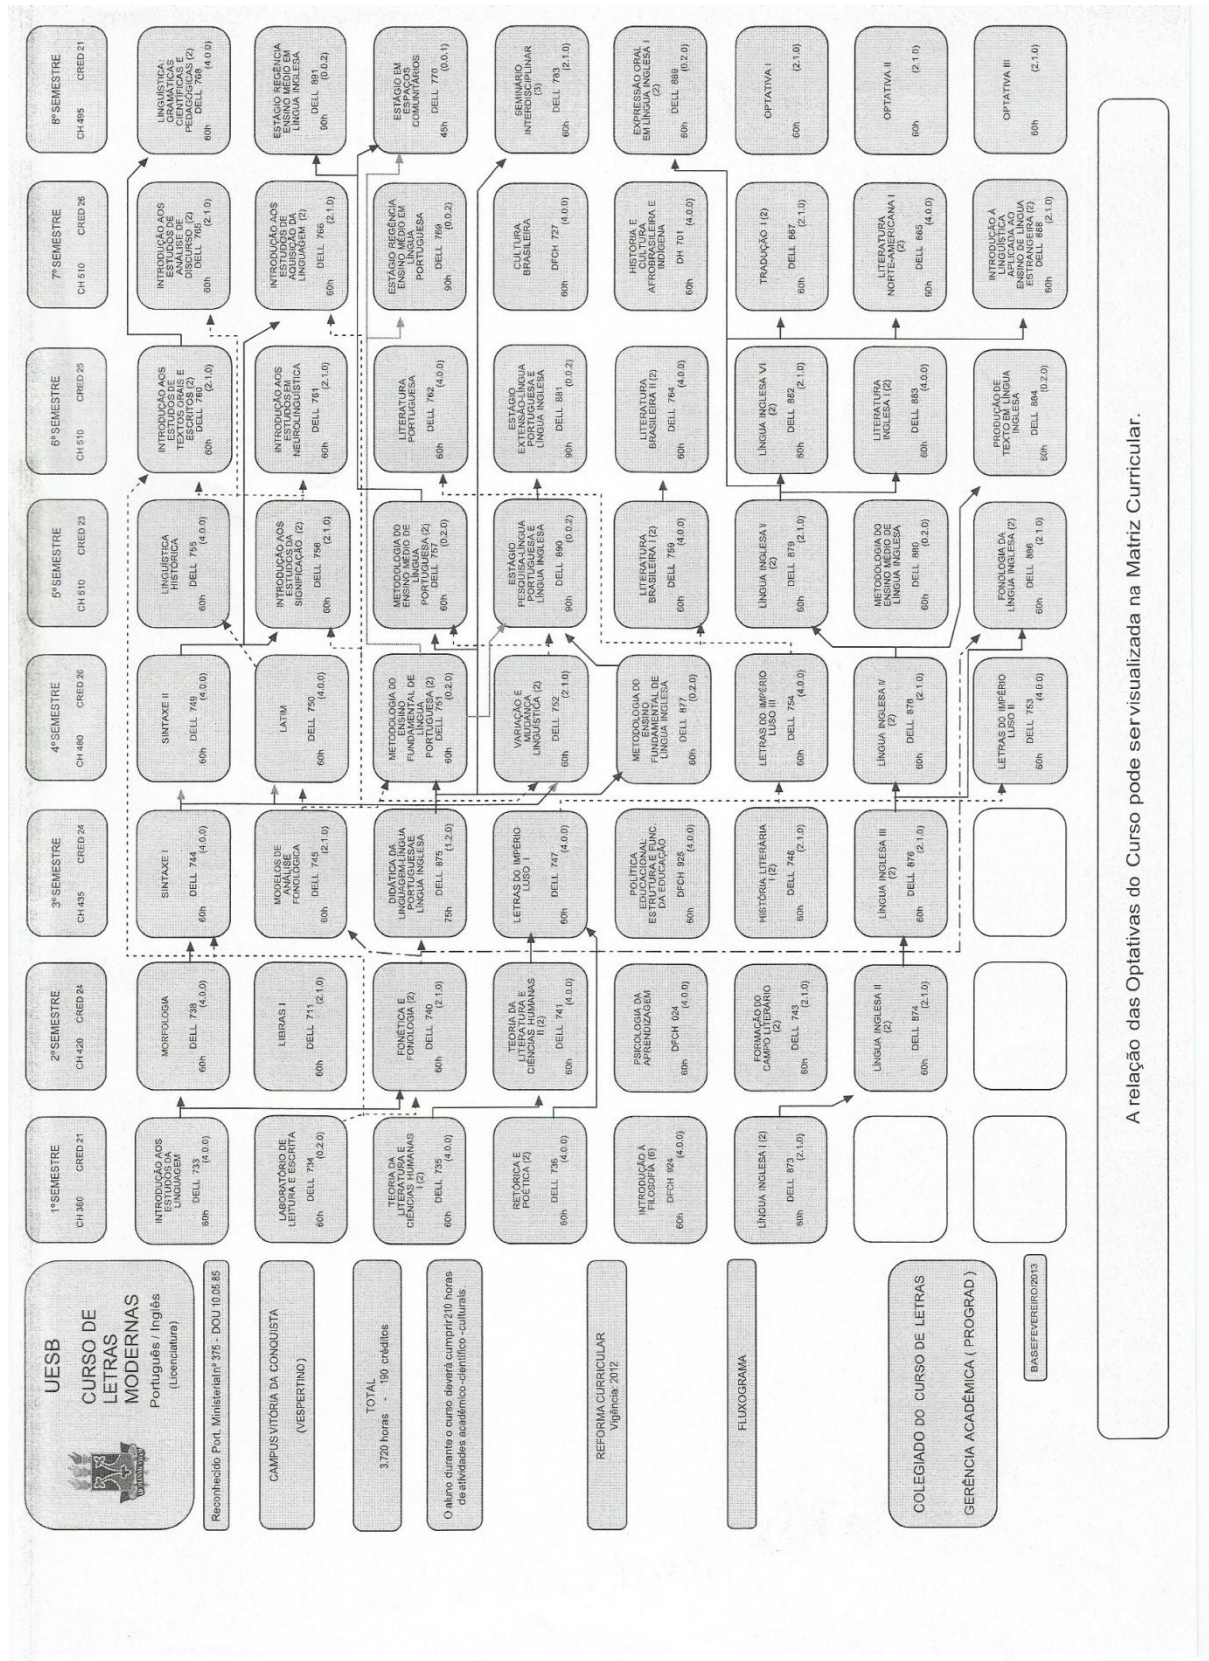 UESB
CURSO DE
LETRAS
MODERNAS
Português / Inglês
(Licenciatura)
Reconhecido Port. Ministerial nº 375 - DOU 10.05.85
CAMPUS VITÓRIA DA CONQUISTA
(VESPERTINO)
TOTAL
3.720 horas - 190 créditos
O aluno durante o curso deverá cumprir 210 horas
de atividades acadêmico-científico-culturais.
REFORMA CURRICULAR
Vigência: 2012
FLUXOGRAMA
COLEGIADO DO CURSO DE LETRAS
GERÊNCIA ACADÊMICA ( PROGRAD )
BASE FEVEREIRO/2013
1º SEMESTRE
CH 360 CRED 21
INTRODUÇÃO AOS
ESTUDOS DA
LINGUAGEM
DELL 733
60h (4.0.0)
LABORATÓRIO DE
LEITURA E ESCRITA
DELL 734
60h (0.2.0)
TEORIA DA
LITERATURA E
CIÊNCIAS HUMANAS
I (2)
DELL 735
60h (4.0.0)
RETÓRICA E
POÉTICA (2)
DELL 736
60h (4.0.0)
INTRODUÇÃO À
FILOSOFIA (6)
DFCH 924
60h (4.0.0)
LÍNGUA INGLESA I (2)
DELL 873
60h (2.1.0)
2º SEMESTRE
CH 420 CRED 24
MORFOLOGIA
DELL 738
60h (4.0.0)
LIBRAS I
DELL 711
60h (2.1.0)
FONÉTICA E
FONOLOGIA (2)
DELL 740
60h (2.1.0)
TEORIA DA
LITERATURA E
CIÊNCIAS HUMANAS
II (2)
DELL 741
60h (4.0.0)
PSICOLOGIA DA
APRENDIZAGEM
DFCH 024
60h (4.0.0)
FORMAÇÃO DO
CAMPO LITERÁRIO
(2)
DELL 743
60h (2.1.0)
LÍNGUA INGLESA II
(2)
DELL 874
60h (2.1.0)
3º SEMESTRE
CH 435 CRED 24
SINTAXE I
DELL 744
60h (4.0.0)
MODELOS DE
ANÁLISE
FONOLÓGICA
DELL 745
60h (2.1.0)
DIDÁTICA DA
LINGUAGEM-LÍNGUA
PORTUGUESAE
LÍNGUA INGLESA
DELL 875
75h (1.2.0)
LETRAS DO IMPÉRIO
LUSO I
DELL 747
60h (4.0.0)
POLÍTICA
EDUCACIONAL:
ESTRUTURA E FUNC.
DA EDUCAÇÃO
DFCH 925
60h (4.0.0)
HISTÓRIA LITERÁRIA
I (2)
DELL 748
60h (2.1.0)
LÍNGUA INGLESA III
(2)
DELL 876
60h (2.1.0)
4º SEMESTRE
CH 480 CRED 26
SINTAXE II
DELL 749
60h (4.0.0)
LATIM
DELL 750
60h (4.0.0)
METODOLOGIA DO
ENSINO
FUNDAMENTAL DE
LÍNGUA
PORTUGUESA (2)
DELL 751
60h (0.2.0)
VARIAÇÃO E
MUDANÇA
LINGUÍSTICA (2)
DELL 752
60h (2.1.0)
METODOLOGIA DO
ENSINO
FUNDAMENTAL DE
LÍNGUA INGLESA
DELL 877
60h (0.2.0)
LETRAS DO IMPÉRIO
LUSO III
DELL 754
60h (4.0.0)
LÍNGUA INGLESA IV
(2)
DELL 878
60h (2.1.0)
LETRAS DO IMPÉRIO
LUSO II
DELL 753
60h (4.0.0)
5º SEMESTRE
CH 510 CRED 23
LINGUÍSTICA
HISTÓRICA
DELL 755
60h (4.0.0)
INTRODUÇÃO AOS
ESTUDOS DA
SIGNIFICAÇÃO (2)
DELL 756
60h (2.1.0)
METODOLOGIA DO
ENSINO MÉDIO DE
LÍNGUA
PORTUGUESA (2)
DELL 757
60h (0.2.0)
ESTÁGIO
PESQUISA-LÍNGUA
PORTUGUESA E
LÍNGUA INGLESA
DELL 890
90h (0.0.2)
LITERATURA
BRASILEIRA I (2)
DELL 759
60h (4.0.0)
LÍNGUA INGLESA V
(2)
DELL 879
60h (2.1.0)
METODOLOGIA DO
ENSINO MÉDIO DE
LÍNGUA INGLESA
DELL 880
60h (0.2.0)
FONOLOGIA DA
LÍNGUA INGLESA (2)
DELL 886
60h (2.1.0)
6º SEMESTRE
CH 510 CRED 25
INTRODUÇÃO AOS
ESTUDOS DE
TEXTOS ORAIS E
ESCRITOS (2)
DELL 760
60h (2.1.0)
INTRODUÇÃO AOS
ESTUDOS EM
NEUROLINGUÍSTICA
DELL 761
60h (2.1.0)
LITERATURA
PORTUGUESA
DELL 762
60h (4.0.0)
ESTÁGIO
EXTENSÃO-LÍNGUA
PORTUGUESA E
LÍNGUA INGLESA
DELL 881
90h (0.0.2)
LITERATURA
BRASILEIRA II (2)
DELL 764
60h (4.0.0)
LÍNGUA INGLESA VI
(2)
DELL 882
60h (2.1.0)
LITERATURA
INGLESA I (2)
DELL 883
60h (4.0.0)
PRODUÇÃO DE
TEXTO EM LÍNGUA
INGLESA
DELL 884
60h (0.2.0)
7º SEMESTRE
CH 510 CRED 26
INTRODUÇÃO AOS
ESTUDOS DE
ANÁLISE DE
DISCURSO (2)
DELL 765
60h (2.1.0)
INTRODUÇÃO AOS
ESTUDOS DE
AQUISIÇÃO DA
LINGUAGEM (2)
DELL 766
60h (2.1.0)
ESTÁGIO REGÊNCIA
ENSINO MÉDIO EM
LÍNGUA
PORTUGUESA
DELL 769
90h (0.0.2)
CULTURA
BRASILEIRA
DFCH 727
60h (4.0.0)
HISTÓRIA E
CULTURA
AFROBRASILEIRA E
INDÍGENA
DH 701
60h (4.0.0)
TRADUÇÃO I (2)
DELL 887
60h (2.1.0)
LITERATURA
NORTE-AMERICANA I
(2)
DELL 885
60h (4.0.0)
INTRODUÇÃO À
LINGUÍSTICA
APLICADA AO
ENSINO DE LÍNGUA
ESTRANGEIRA (2)
DELL 888
60h (2.1.0)
8º SEMESTRE
CH 495 CRED 21
LINGUÍSTICA:
GRAMÁTICAS
CIENTÍFICAS E
PEDAGÓGICAS (2)
DELL 768
60h (4.0.0)
ESTÁGIO REGÊNCIA
ENSINO MÉDIO EM
LÍNGUA INGLESA
DELL 891
90h (0.0.2)
ESTÁGIO EM
ESPAÇOS
COMUNITÁRIOS
DELL 770
45h (0.0.1)
SEMINÁRIO
INTERDISCIPLINAR
(3)
DELL 783
60h (2.1.0)
EXPRESSÃO ORAL
EM LÍNGUA INGLESA I
(2)
DELL 889
60h (0.2.0)
OPTATIVA I
60h (2.1.0)
OPTATIVA II
60h (2.1.0)
OPTATIVA III
60h (2.1.0)
A relação das Optativas do Curso pode servisualizada na Matriz Curricular.